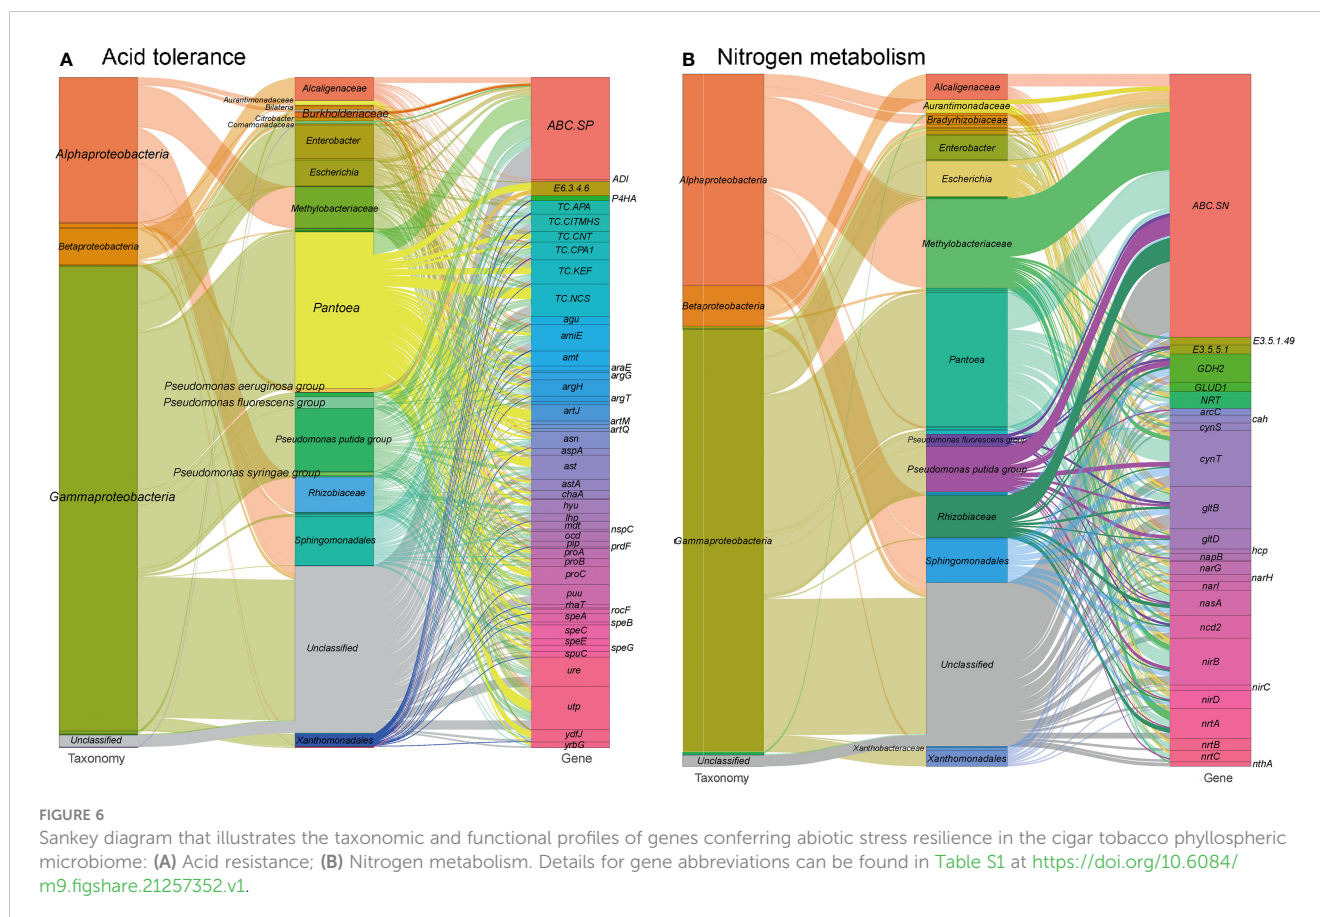 A Acid tolerance
Alphaproteobacteria
Betaproteobacteria
Gammaproteobacteria
Unclassified
Taxonomy
Alcaligenaceae
Aurantimonadaceae
Bilateria
Burkholderiaceae
Citrobacter
Comamonadaceae
Enterobacter
Escherichia
Methylobacteriaceae
Pantoea
Pseudomonas aeruginosa group
Pseudomonas fluorescens group
Pseudomonas putida group
Pseudomonas syringae group
Rhizobiaceae
Sphingomonadales
Unclassified
Xanthomonadales
ABC.SP
ADI
E6.3.4.6
P4HA
TC.APA
TC.CITMHS
TC.CNT
TC.CPA1
TC.KEF
TC.NCS
agu
amiE
amt
araE
argG
argH
argT
artJ
artM
artQ
asn
aspA
ast
astA
chaA
hyu
lhp
mdt
nspC
ocd
pip
prdF
proA
proB
proC
puu
rhaT
rocF
speA
speB
speC
speE
speG
spuC
ure
utp
ydfJ
yrbG
Gene
B Nitrogen metabolism
Alphaproteobacteria
Betaproteobacteria
Gammaproteobacteria
Unclassified
Taxonomy
Alcaligenaceae
Aurantimonadaceae
Bradyrhizobiaceae
Enterobacter
Escherichia
Methylobacteriaceae
Pantoea
Pseudomonas fluorescens group
Pseudomonas putida group
Rhizobiaceae
Sphingomonadales
Unclassified
Xanthobacteraceae
Xanthomonadales
ABC.SN
E3.5.1.49
E3.5.5.1
GDH2
GLUD1
NRT
arcC
cah
cynS
cynT
gltB
gltD
hcp
napB
narG
narH
narI
nasA
ncd2
nirB
nirC
nirD
nrtA
nrtB
nrtC
nthA
Gene
FIGURE 6
Sankey diagram that illustrates the taxonomic and functional profiles of genes conferring abiotic stress resilience in the cigar tobacco phyllospheric
microbiome: (A) Acid resistance; (B) Nitrogen metabolism. Details for gene abbreviations can be found in Table S1 at https://doi.org/10.6084/
m9.figshare.21257352.v1.